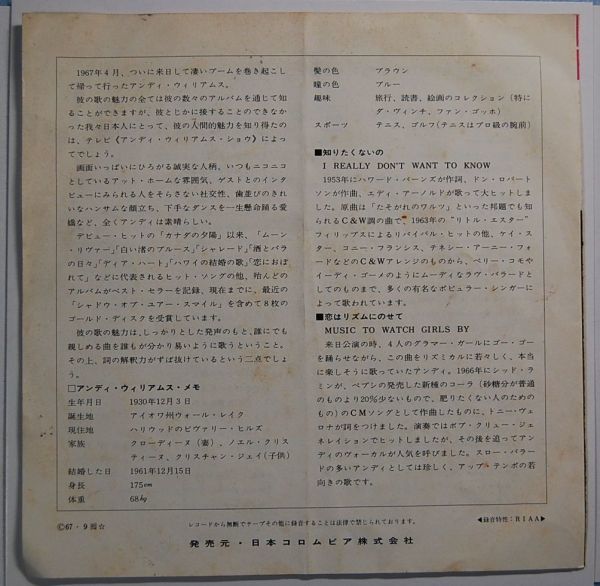 1967年4月、ついに来日して凄いブームを巻き起こし
て帰って行ったアンディ・ウィリアムス。
彼の歌の魅力の全ては彼の数々のアルバムを通じて知
ることができますが、彼とじかに接することのできなか
った我々日本人にとって、彼の人間的魅力を知り得たの
は、テレビ《アンディ・ウィリアムス・ショウ》によっ
てでしょう。
画面いっぱいにひろがる誠実な人柄、いつもニコニコ
としているアット・ホームな雰囲気、ゲストとのインタ
ビューにみられる人をそらさない社交性、歯並びのきれ
いなハンサムな顔立ち、下手なダンスを一生懸命踊る愛
嬌など、全くアンディは素晴らしい。
デビュー・ヒットの「カナダの夕陽」以来、「ムーン
・リヴァー」「白い渚のブルース」「シャレード」「酒とバラ
の日々」「ディア・ハート」「ハワイの結婚の歌」「恋におぼ
れて」などに代表されるヒット・ソングの他、殆んどの
アルバムがベスト・セラーを記録、現在までに、最近の
「シャドウ・オブ・ユアー・スマイル」を含めて8枚の
ゴールド・ディスクを受賞しています。
彼の歌の魅力は、しっかりとした発声のもと、誰にでも
親しめる曲を誰もが分かり易いように歌うということ。
その上、詞の解釈力がずば抜けているという二点でしょ
う。
□アンディ・ウィリアムス・メモ
生年月日 1930年12月3日
誕生地 アイオワ州ウォール・レイク
現住地 ハリウッドのビヴァリー・ヒルズ
家族 クローディーヌ(妻)、ノエル・クリス
ティーヌ、クリスチャン・ジェイ(子供)
結婚した日 1961年12月15日
身長 175cm
体重 68kg
髪の色 ブラウン
瞳の色 ブルー
趣味 旅行、読書、絵画のコレクション(特に
ダ・ヴィンチ、ファン・ゴッホ)
スポーツ テニス、ゴルフ(テニスはプロ級の腕前)
■知りたくないの
I REALLY DON'T WANT TO KNOW
1953年にハワード・バーンズが作詞、ドン・ロバート
ソンが作曲、エディ・アーノルドが歌って大ヒットしま
した。原曲は「たそがれのワルツ」といった邦題でも知
られるC&W調の曲で、1963年の“リトル・エスター”
フィリップスによるリバイバル・ヒットの他、ケイ・ス
ター、コニー・フランシス、テネシー・アーニー・フォ
ードなどのC&Wアレンジのものから、ペリー・コモや
イーディ・ゴーメのようにムーディなラヴ・バラードと
してのものまで、多くの有名なポピュラー・シンガーに
よって歌われています。
■恋はリズムにのせて
MUSIC TO WATCH GIRLS BY
来日公演の時、4人のグラマー・ガールにゴー・ゴー
を踊らせながら、この曲をリズミカルに若々しく、本当
に楽しそうに歌っていたアンディ。1966年にシッド・ラ
ミンが、ペプシの発売した新種のコーラ(砂糖分が普通
のものより20%少ないもので、肥りたくない人のための
もの)のCMソングとして作曲したものに、トニー・ヴェ
ロナが詞をつけました。演奏ではボブ・クリュー・ジェ
ネレイションでヒットしましたが、その後を追ってアン
ディのヴォーカルが人気を呼びました。スロー・バラー
ドの多いアンディとしては珍しく、アップ・テンポの若
向きの歌です。
Ⓒ67・9
☆
レコードから無断でテープその他に録音することは法律で禁じられております。
◀録音特性：RIAA▶
発売元・日本コロムビア株式会社